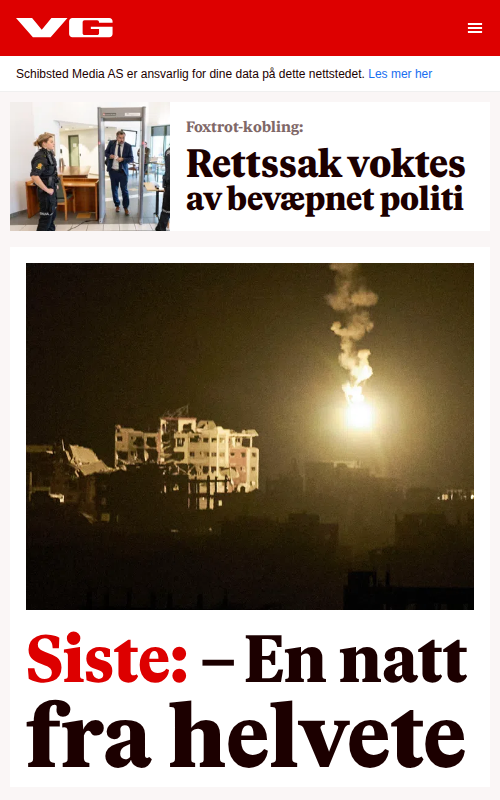 VG
Schibsted Media AS er ansvarlig for dine data på dette nettstedet. Les mer her
Foxtrot-kobling:
Rettssak voktes
av bevæpnet politi
Siste: – En natt
fra helvete